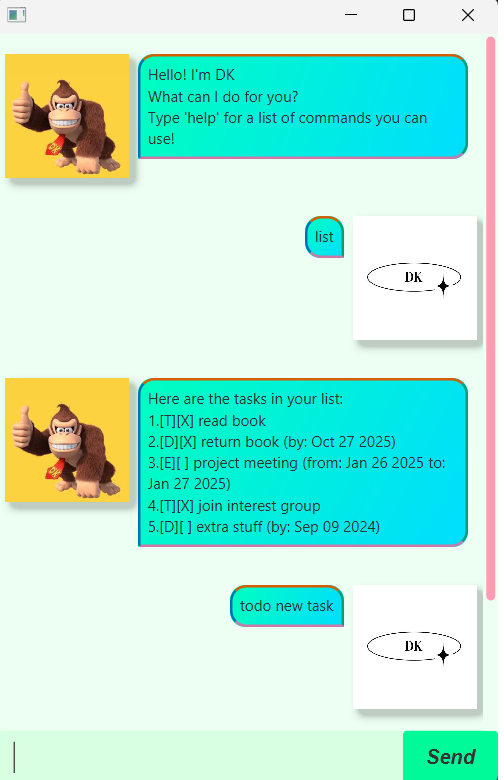 Hello! I'm DK
What can I do for you?
Type 'help' for a list of commands you can
use!
list
DK
Here are the tasks in your list:
1.[T][X] read book
2.[D][X] return book (by: Oct 27 2025)
3.[E][ ] project meeting (from: Jan 26 2025 to:
Jan 27 2025)
4.[T][X] join interest group
5.[D][ ] extra stuff (by: Sep 09 2024)
todo new task
DK
Send